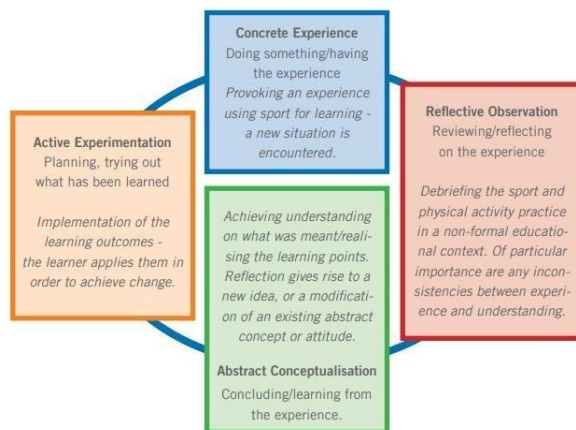 Concrete Experience
Doing something/having
the experience
Provoking an experience
using sport for learning -
a new situation is
encountered.
Reflective Observation
Reviewing/reflecting
on the experience
Debriefing the sport and
physical activity practice
in a non-formal educatio-
nal context. Of particular
importance are any incon-
sistencies between experi-
ence and understanding.
Active Experimentation
Planning, trying out
what has been learned
Implementation of the
learning outcomes -
the learner applies them in
order to achieve change.
Achieving understanding
on what was meant/reali-
sing the learning points.
Reflection gives rise to
a new idea, or a modificati-
on of an existing abstract
concept or attitude.
Abstract Conceptualisation
Concluding/learning from
the experience.